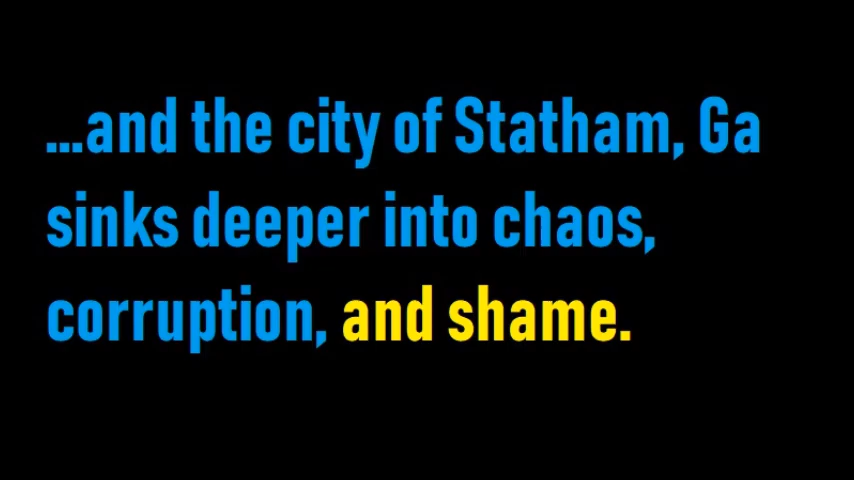 ...and the city of Statham, Ga
sinks deeper into chaos,
corruption, and shame.